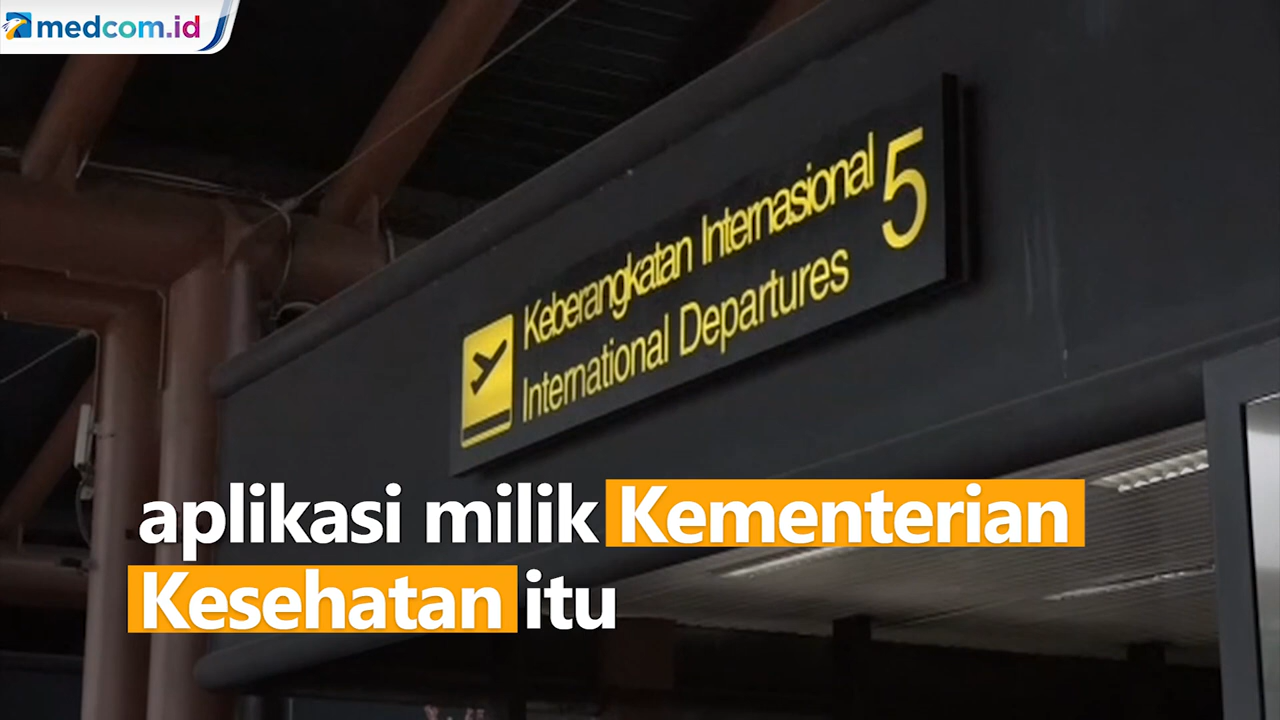 medcom.id
Keberangkatan Internasional 5
International Departures
aplikasi milik Kementerian
Kesehatan itu